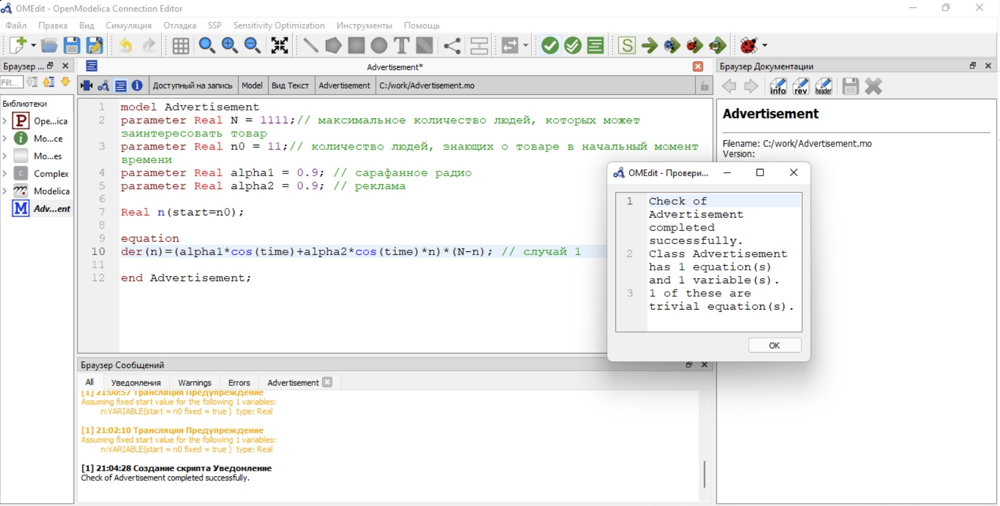 OMEdit - OpenModelica Connection Editor
Файл Правка Вид Симуляция Отладка SSP Sensitivity Optimization Инструменты Помощь
T S
info rev header
Браузер ...
Advertisement*
Браузер Документации
Filt...
Доступный на запись Model Вид Текст Advertisement C:/work/Advertisement.mo
Библиотеки
P Ope...ica
i Mo...ce
Mo...es
C Complex
Modelica
M Adv...ent
1 model Advertisement
2 parameter Real N = 1111;// максимальное количество людей, которых может
заинтересовать товар
3 parameter Real n0 = 11;// количество людей, знающих о товаре в начальный момент
времени
4 parameter Real alpha1 = 0.9; // сарафанное радио
5 parameter Real alpha2 = 0.9; // реклама
6
7 Real n(start=n0);
8
9 equation
10 der(n)=(alpha1*cos(time)+alpha2*cos(time)*n)*(N-n); // случай 1
11
12 end Advertisement;
Advertisement
Filename: C:/work/Advertisement.mo
Version:
OMEdit - Провери...
1 Check of
Advertisement
completed
successfully.
2 Class Advertisement
has 1 equation(s)
and 1 variable(s).
3 1 of these are
trivial equation(s).
OK
Браузер Сообщений
All Уведомления Warnings Errors Advertisement
[1] 21:00:57 Трансляция Предупреждение
Assuming fixed start value for the following 1 variables:
n:VARIABLE(start = n0 fixed = true ) type: Real
[1] 21:02:10 Трансляция Предупреждение
Assuming fixed start value for the following 1 variables:
n:VARIABLE(start = n0 fixed = true ) type: Real
[1] 21:04:28 Создание скрипта Уведомление
Check of Advertisement completed successfully.